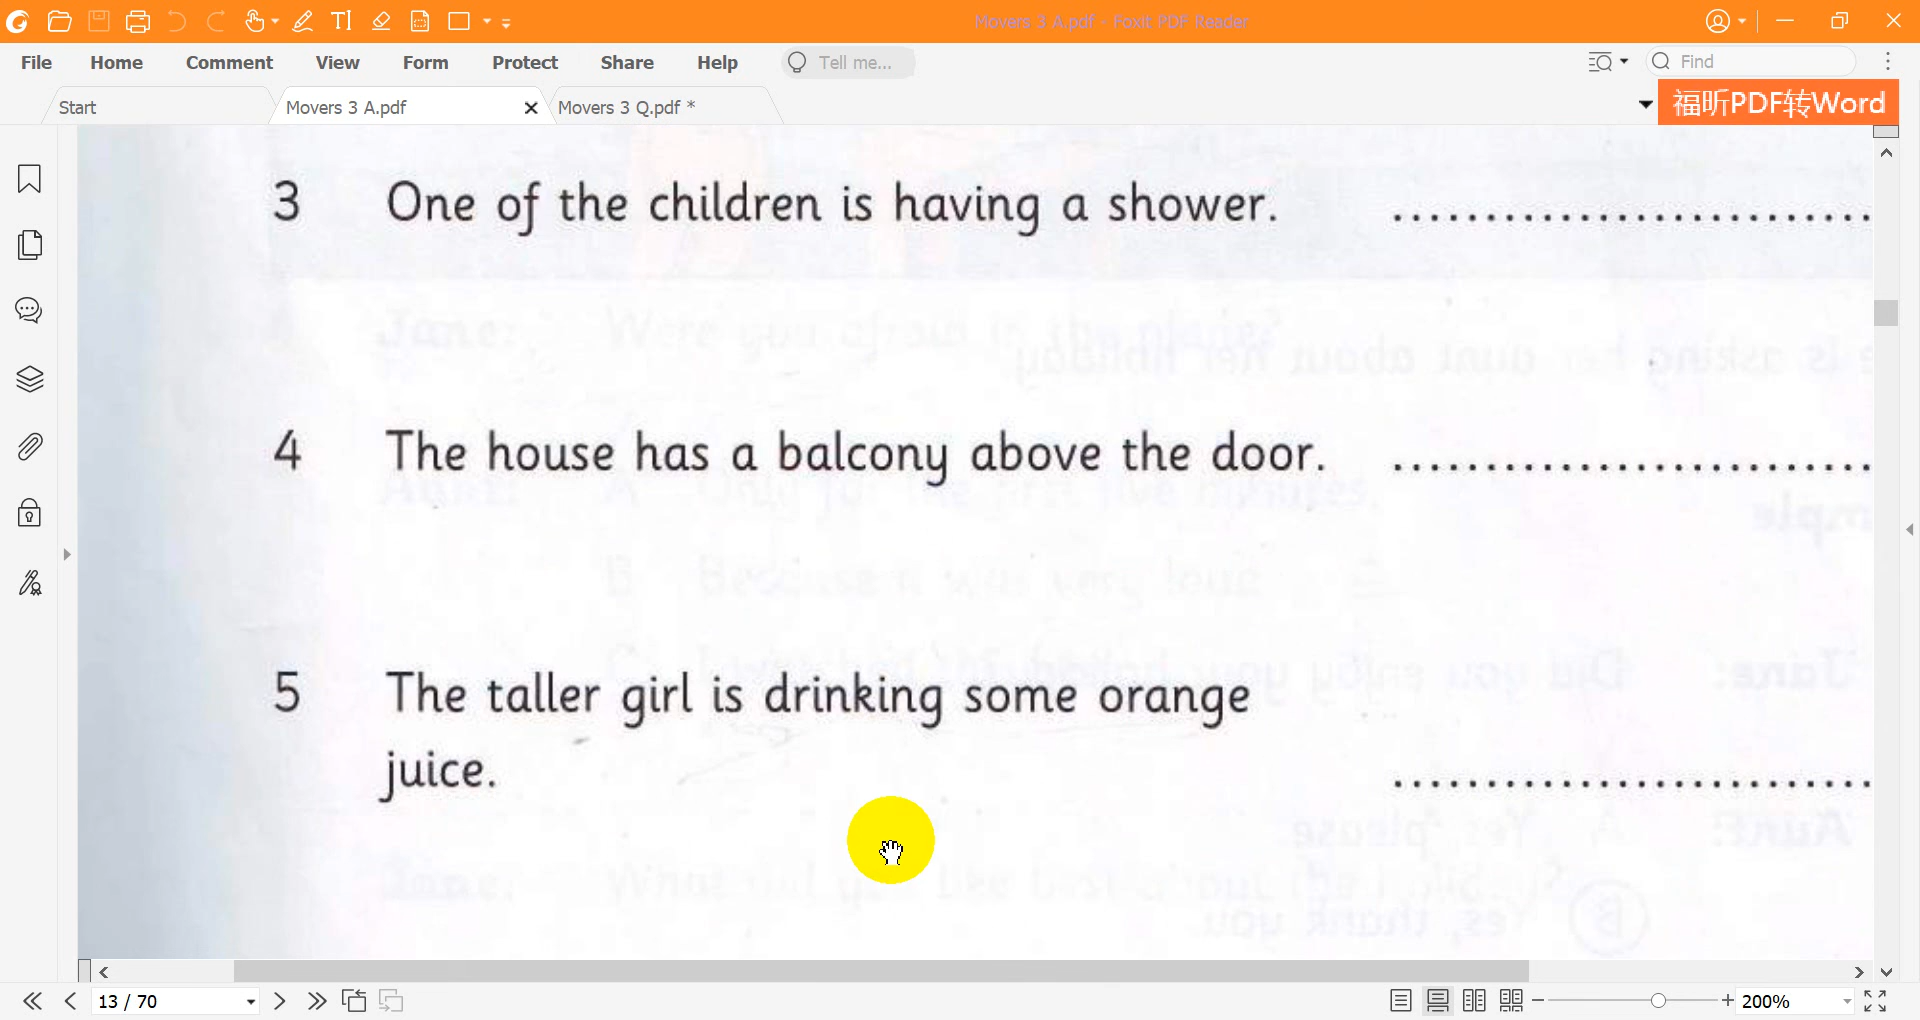 Movers 3 A.pdf - Foxit PDF Reader
File Home Comment View Form Protect Share Help Tell me... Find
Start Movers 3 A.pdf Movers 3 Q.pdf * 福昕PDF转Word
3 One of the children is having a shower. ................................
4 The house has a balcony above the door. ................................
5 The taller girl is drinking some orange
juice. ................................
13 / 70 200%